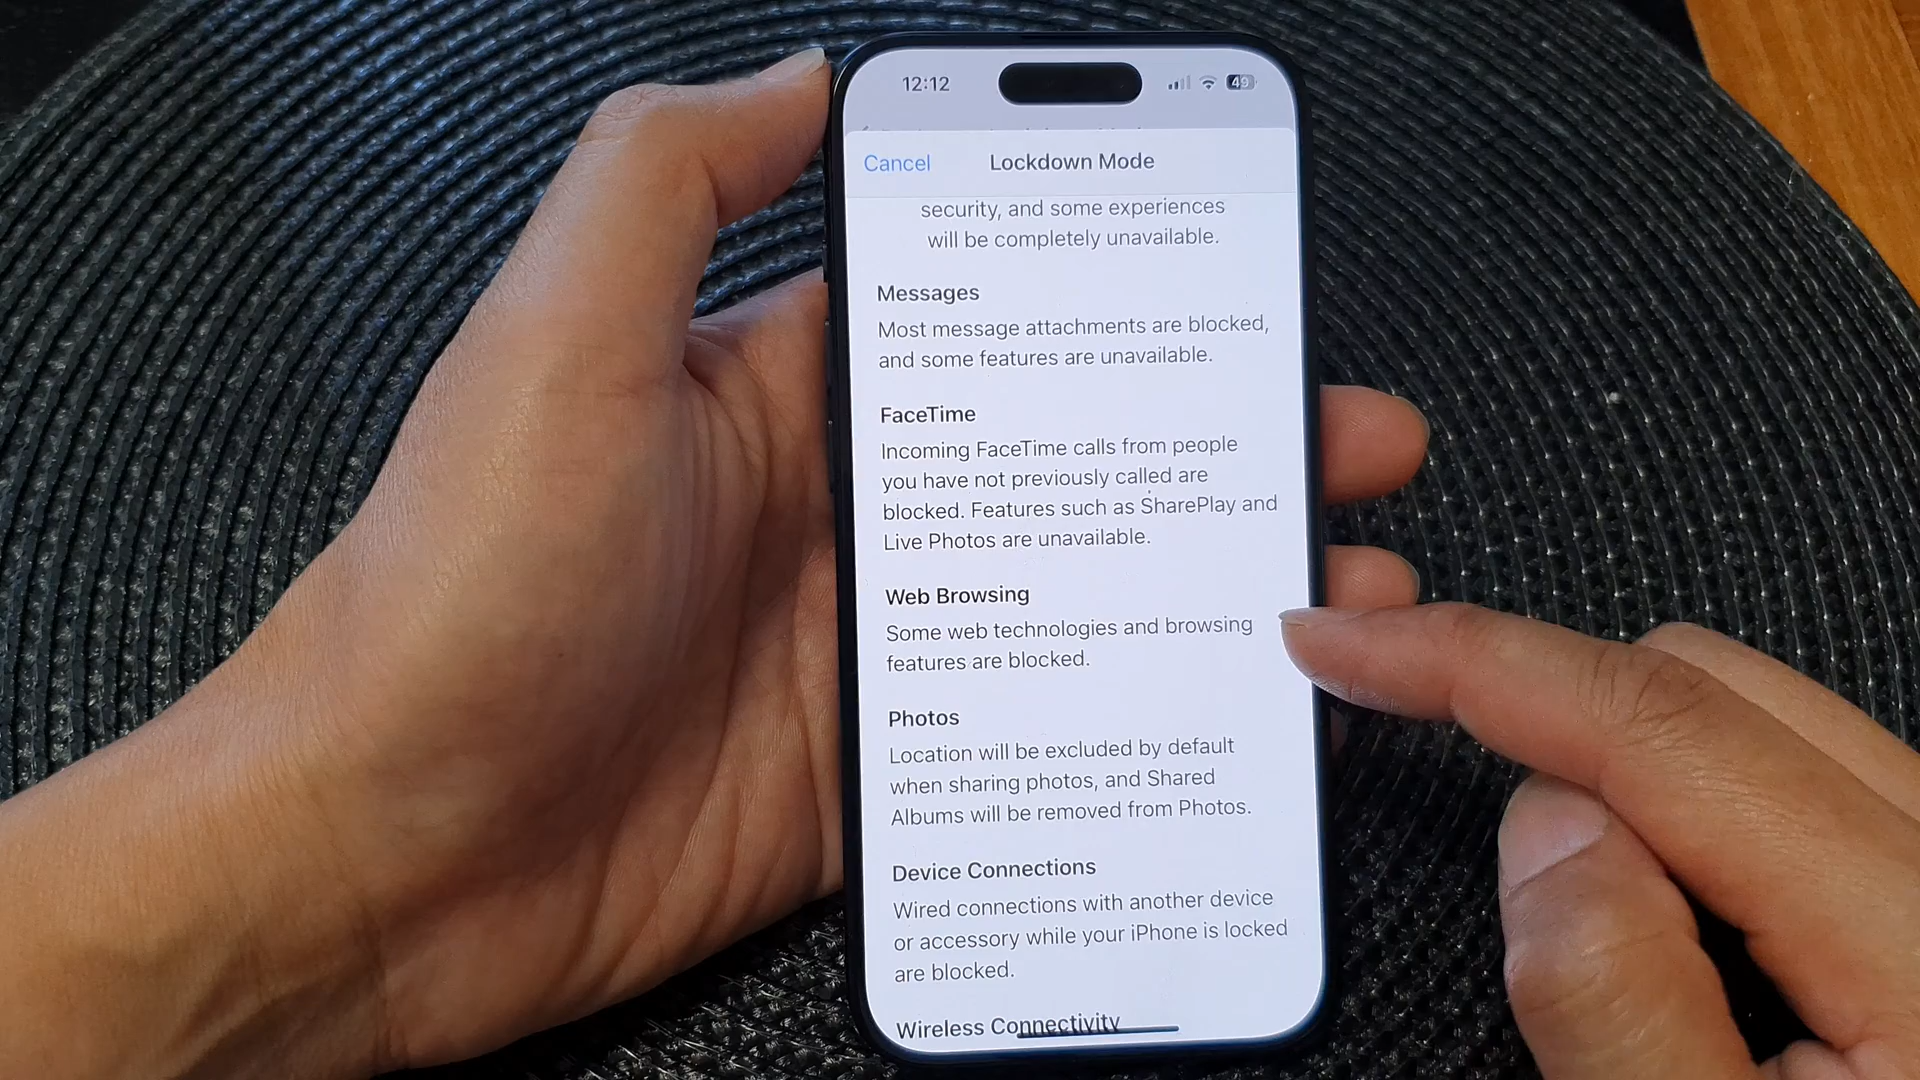 12:12
49
Cancel
Lockdown Mode
security, and some experiences
will be completely unavailable.
Messages
Most message attachments are blocked,
and some features are unavailable.
FaceTime
Incoming FaceTime calls from people
you have not previously called are
blocked. Features such as SharePlay and
Live Photos are unavailable.
Web Browsing
Some web technologies and browsing
features are blocked.
Photos
Location will be excluded by default
when sharing photos, and Shared
Albums will be removed from Photos.
Device Connections
Wired connections with another device
or accessory while your iPhone is locked
are blocked.
Wireless Connectivity